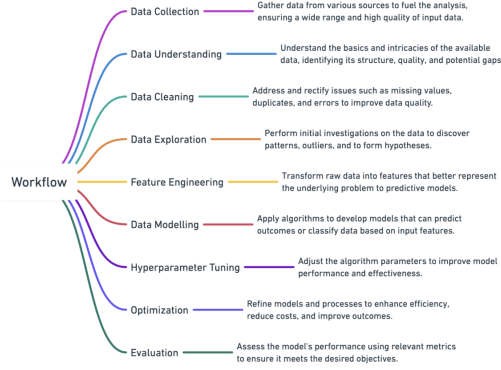 Workflow
Data Collection
Gather data from various sources to fuel the analysis,
ensuring a wide range and high quality of input data.
Data Understanding
Understand the basics and intricacies of the available
data, identifying its structure, quality, and potential gaps
Data Cleaning
Address and rectify issues such as missing values,
duplicates, and errors to improve data quality.
Data Exploration
Perform initial investigations on the data to discover
patterns, outliers, and to form hypotheses.
Feature Engineering
Transform raw data into features that better represent
the underlying problem to predictive models.
Data Modelling
Apply algorithms to develop models that can predict
outcomes or classify data based on input features.
Hyperparameter Tuning
Adjust the algorithm parameters to improve model
performance and effectiveness.
Optimization
Refine models and processes to enhance efficiency,
reduce costs, and improve outcomes.
Evaluation
Assess the model's performance using relevant metrics
to ensure it meets the desired objectives.